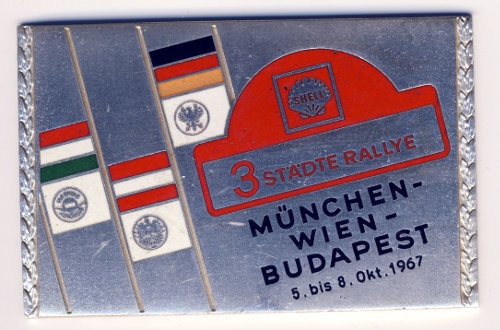 SHELL
3 STÄDTE RALLYE
MÜNCHEN-
WIEN-
BUDAPEST
5. bis 8. Okt. 1967